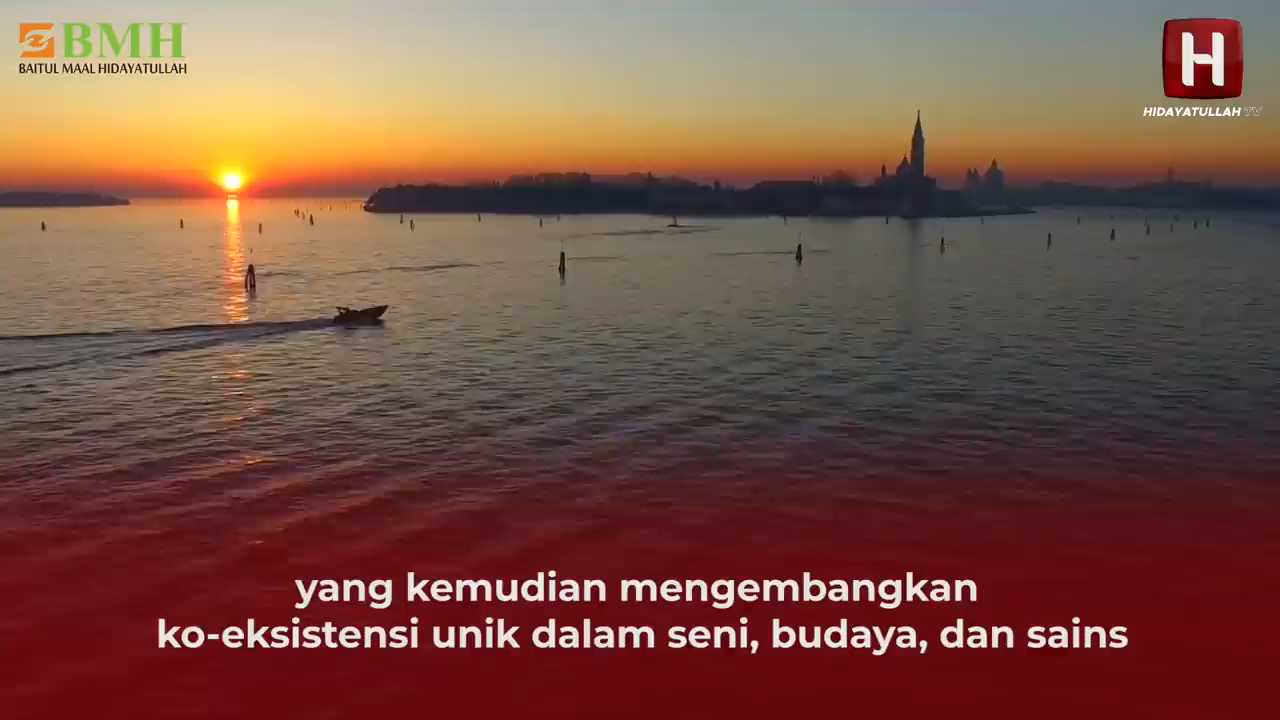 BMH
BAITUL MAAL HIDAYATULLAH
H
HIDAYATULLAH TV
yang kemudian mengembangkan
ko-eksistensi unik dalam seni, budaya, dan sains